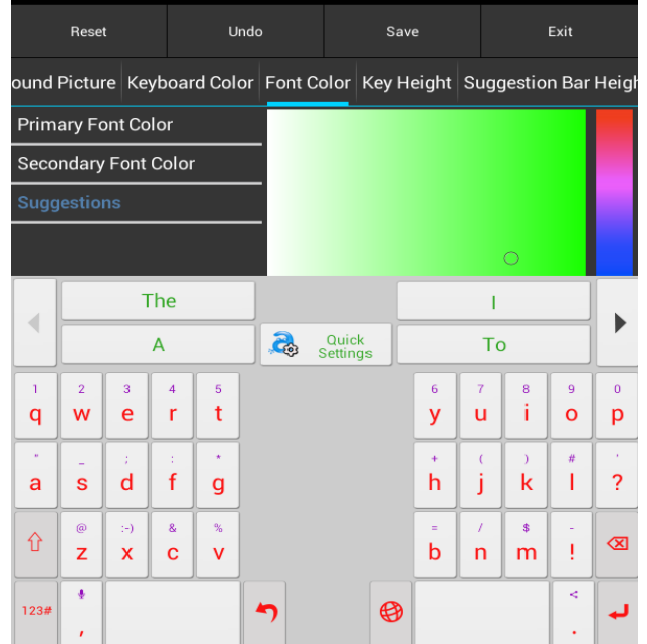 Reset Undo Save Exit
ound Picture Keyboard Color Font Color Key Height Suggestion Bar Heigh
Primary Font Color
Secondary Font Color
Suggestions
The I
A Quick Settings To
1 2 3 4 5 6 7 8 9 0
q w e r t y u i o p
" _ ; : * + ( ) # '
a s d f g h j k l ?
@ :-) & % = / $ -
z x c v b n m !
123# , .